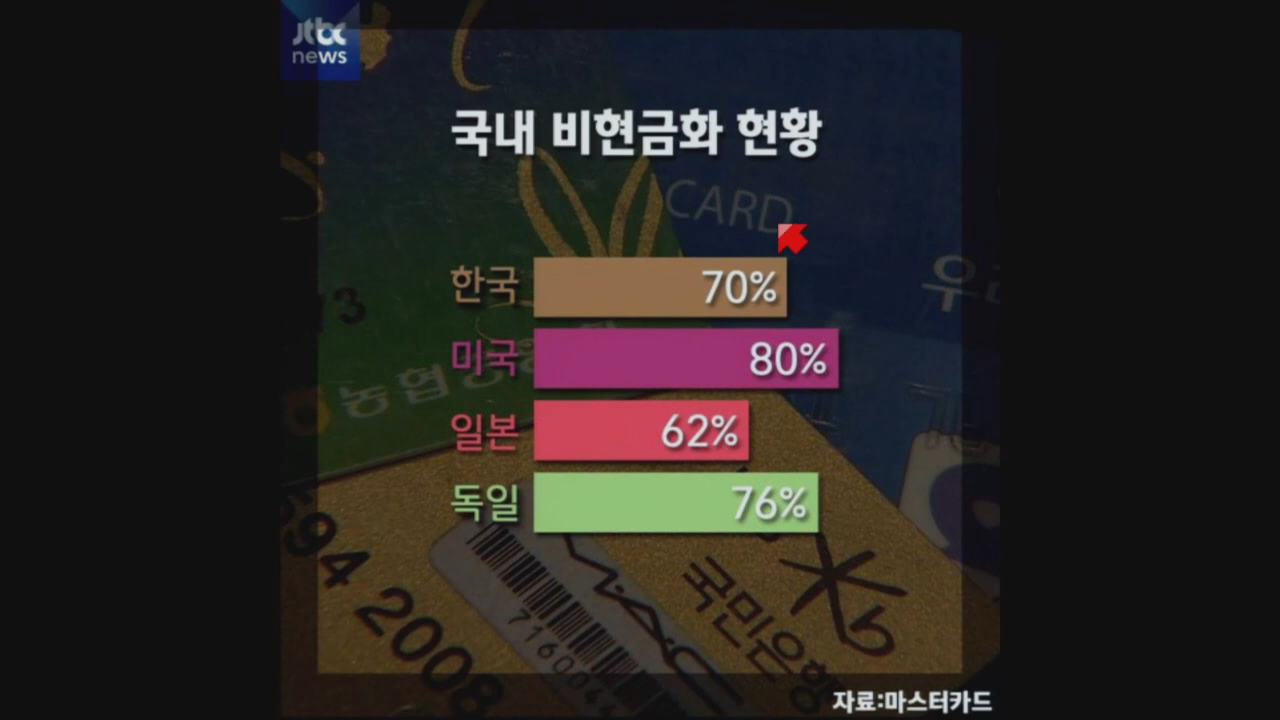 jtbc
news
국내 비현금화 현황
CARD
한국 70%
미국 80%
일본 62%
독일 76%
농협
94 2008
국민은행
자료:마스터카드